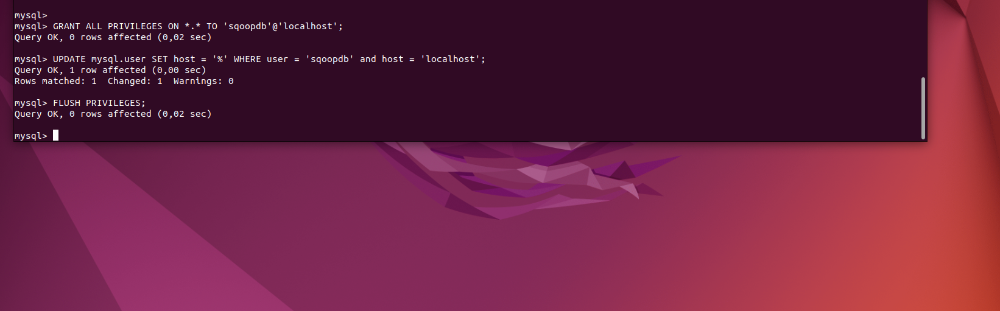 mysql>
mysql> GRANT ALL PRIVILEGES ON *.* TO 'sqoopdb'@'localhost';
Query OK, 0 rows affected (0,02 sec)
mysql> UPDATE mysql.user SET host = '%' WHERE user = 'sqoopdb' and host = 'localhost';
Query OK, 1 row affected (0,00 sec)
Rows matched: 1  Changed: 1  Warnings: 0
mysql> FLUSH PRIVILEGES;
Query OK, 0 rows affected (0,02 sec)
mysql>